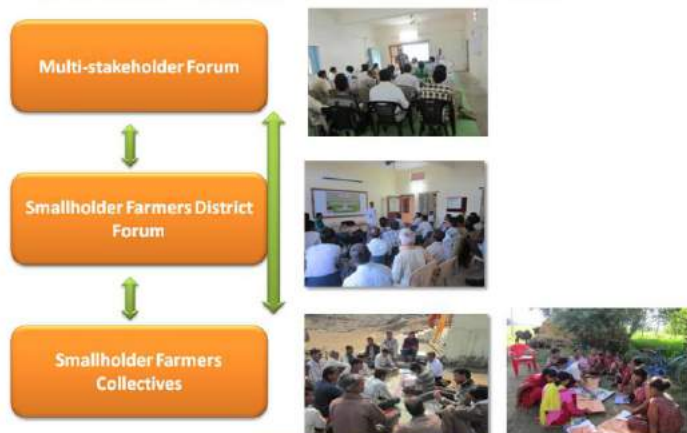 Multi-stakeholder Forum
Smallholder Farmers District
Forum
Smallholder Farmers
Collectives